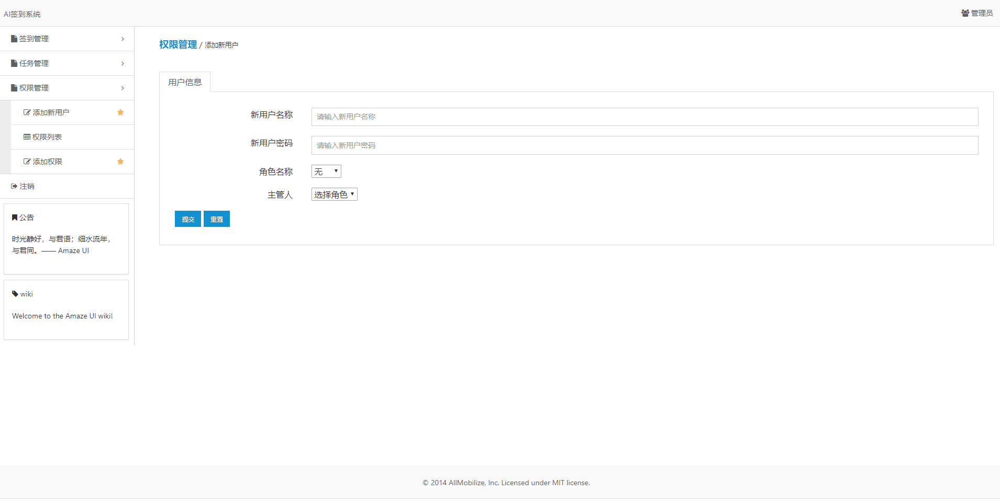 AI签到系统
管理员
签到管理
任务管理
权限管理
添加新用户
权限列表
添加权限
注销
公告
时光静好，与君语；细水流年，
与君同。—— Amaze UI
wiki
Welcome to the Amaze UI wiki!
权限管理 / 添加新用户
用户信息
新用户名称 请输入新用户名称
新用户密码 请输入新用户密码
角色名称 无
主管人 选择角色
提交 重置
© 2014 AllMobilize, Inc. Licensed under MIT license.